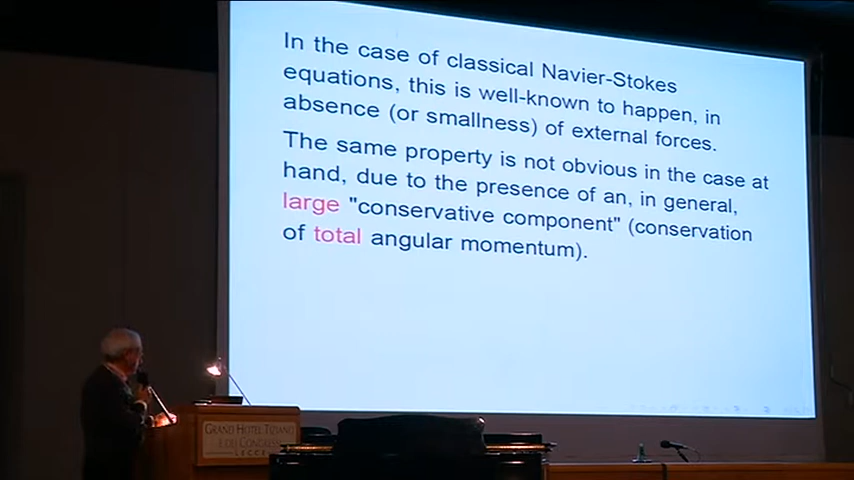 In the case of classical Navier-Stokes
equations, this is well-known to happen, in
absence (or smallness) of external forces.
The same property is not obvious in the case at
hand, due to the presence of an, in general,
large "conservative component" (conservation
of total angular momentum).
GRAND HOTEL TIZIANO
E DEI CONGRESSI
LECCE